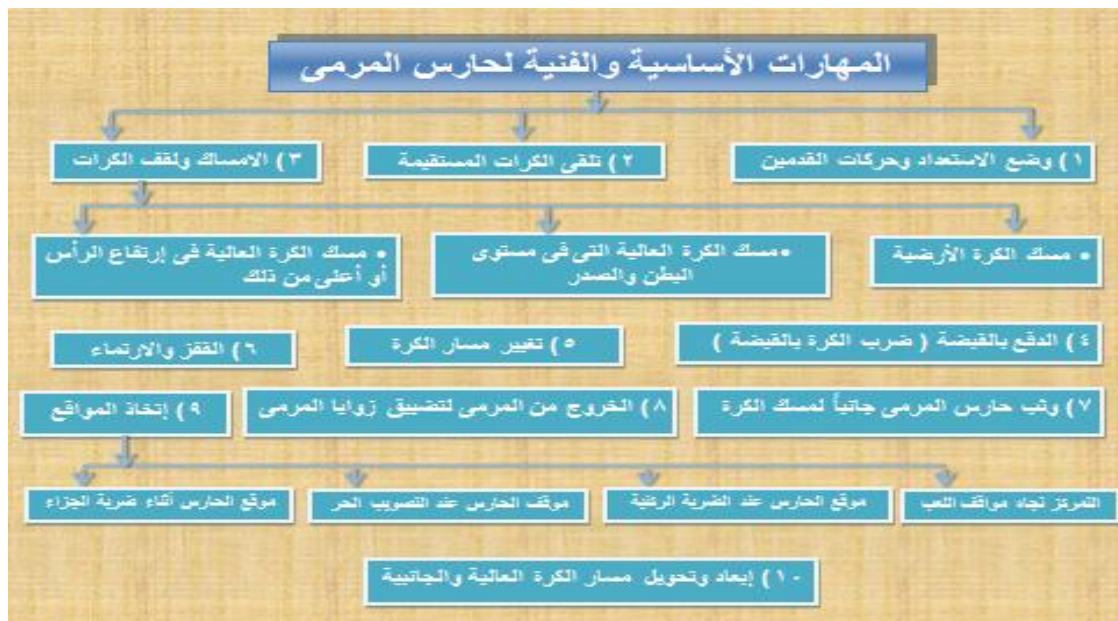 المهارات الأساسية والفنية لحارس المرمى
١) وضع الاستعداد وحركات القدمين
٢) تلقى الكرات المستقيمة
٣) الامساك ولقف الكرات
• مسك الكرة الأرضية
• مسك الكرة العالية التى فى مستوى
البطن والصدر
• مسك الكرة العالية فى إرتفاع الرأس
أو أعلى من ذلك
٤) الدفع بالقبضة ( ضرب الكرة بالقبضة )
٥) تغيير مسار الكرة
٦) القفز والارتماء
٧) وثب حارس المرمى جانباً لمسك الكرة
٨) الخروج من المرمى لتضييق زوايا المرمى
٩) إتخاذ المواقع
التمركز تجاه مواقف اللعب
موقع الحارس عند الضربة الركنية
موقف الحارس عند التصويب الحر
موقع الحارس أثناء ضربة الجزاء
١٠) إبعاد وتحويل مسار الكرة العالية والجانبية